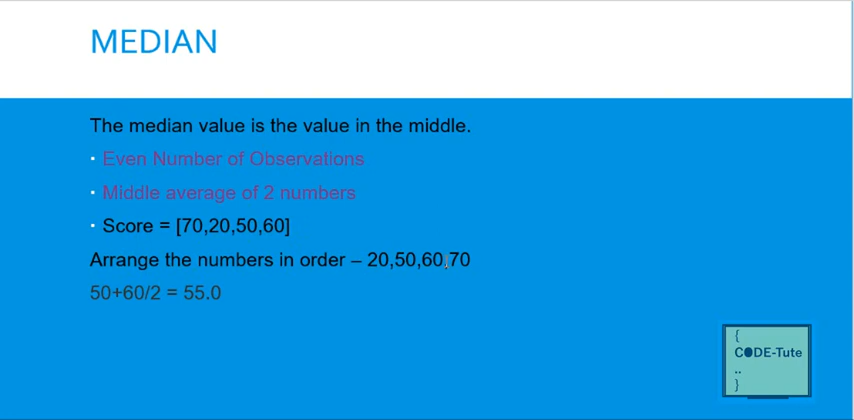 MEDIAN
The median value is the value in the middle.
• Even Number of Observations
• Middle average of 2 numbers
• Score = [70,20,50,60]
Arrange the numbers in order – 20,50,60,70
50+60/2 = 55.0
{
CODE-Tute
..
}